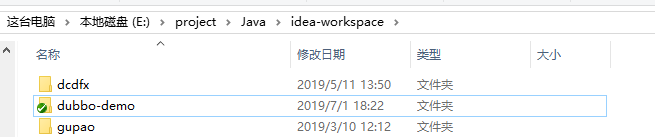 这台电脑 > 本地磁盘 (E:) > project > Java > idea-workspace >
名称 修改日期 类型 大小
dcdfx 2019/5/11 13:50 文件夹
dubbo-demo 2019/7/1 18:22 文件夹
gupao 2019/3/10 12:12 文件夹